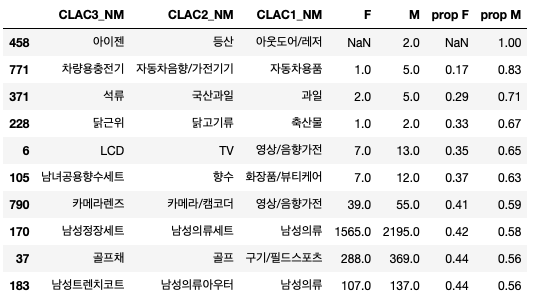 CLAC3_NM CLAC2_NM CLAC1_NM F M prop F prop M
458 아이젠 등산 아웃도어/레저 NaN 2.0 NaN 1.00
771 차량용충전기 자동차음향/가전기기 자동차용품 1.0 5.0 0.17 0.83
371 석류 국산과일 과일 2.0 5.0 0.29 0.71
228 닭근위 닭고기류 축산물 1.0 2.0 0.33 0.67
6 LCD TV 영상/음향가전 7.0 13.0 0.35 0.65
105 남녀공용향수세트 향수 화장품/뷰티케어 7.0 12.0 0.37 0.63
790 카메라렌즈 카메라/캠코더 영상/음향가전 39.0 55.0 0.41 0.59
170 남성정장세트 남성의류세트 남성의류 1565.0 2195.0 0.42 0.58
37 골프채 골프 구기/필드스포츠 288.0 369.0 0.44 0.56
183 남성트렌치코트 남성의류아우터 남성의류 107.0 137.0 0.44 0.56